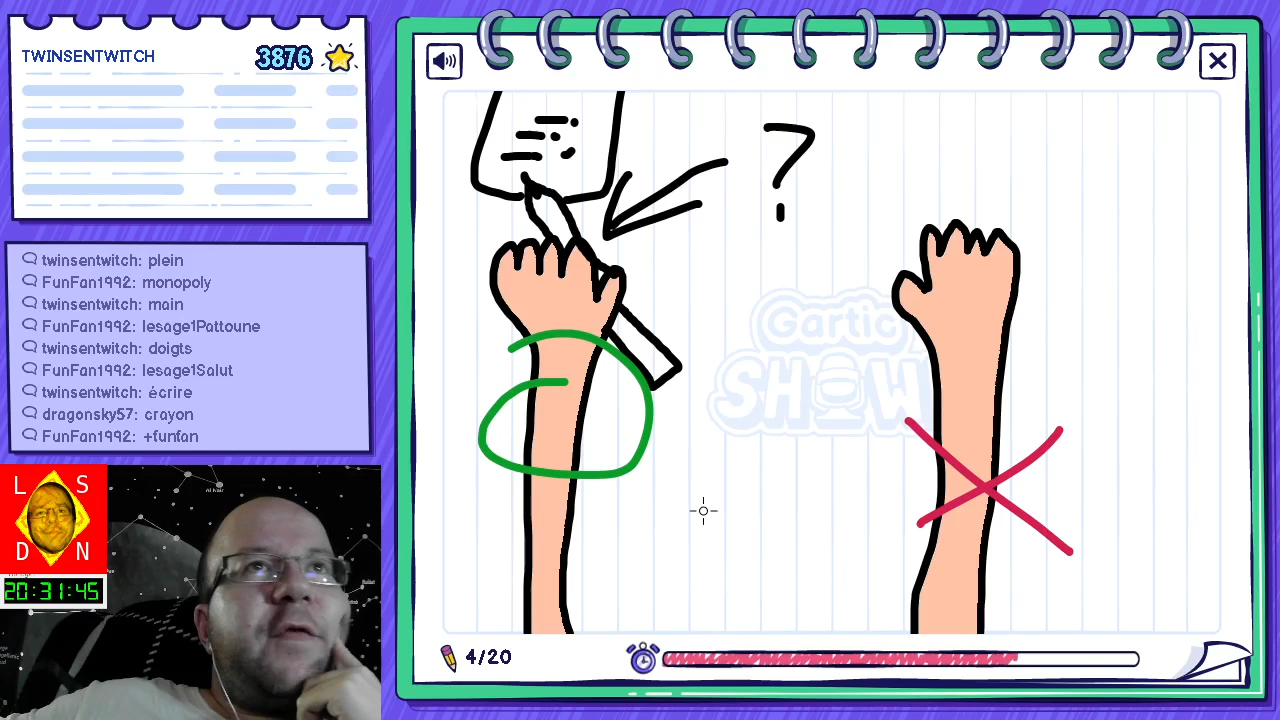 TWINSENTWITCH 3876
?
Gartic
SHOW
twinsentwitch: plein
FunFan1992: monopoly
twinsentwitch: main
FunFan1992: lesage1Pattoune
twinsentwitch: doigts
FunFan1992: lesage1Salut
twinsentwitch: écrire
dragonsky57: crayon
FunFan1992: +funfan
L S
D N
20:31:45
4/20